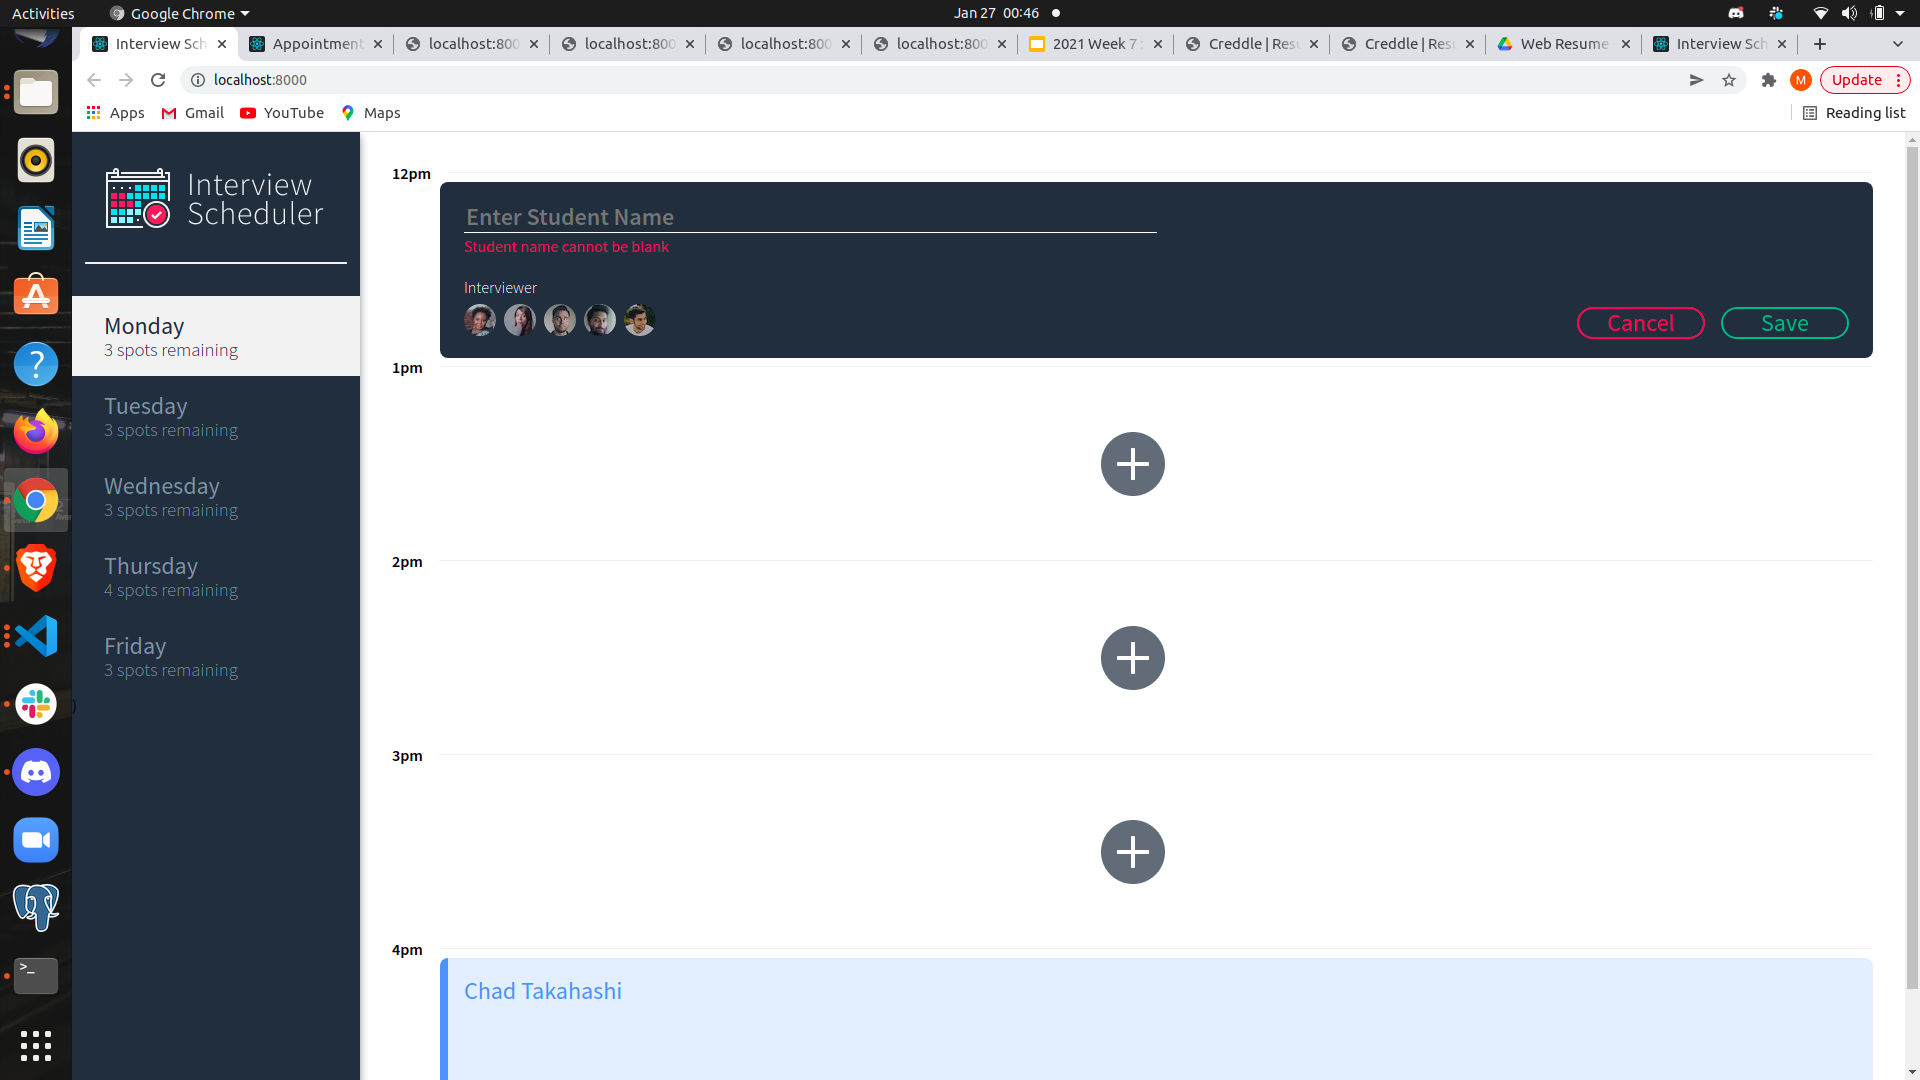 Activities
Google Chrome
Jan 27 00:46
Interview Sch
Appointment
localhost:800
localhost:800
localhost:800
localhost:800
2021 Week 7
Creddle | Res
Creddle | Res
Web Resume
Interview Sch
localhost:8000
M
Update
Apps
Gmail
YouTube
Maps
Reading list
Interview
Scheduler
Monday
3 spots remaining
Tuesday
3 spots remaining
Wednesday
3 spots remaining
Thursday
4 spots remaining
Friday
3 spots remaining
12pm
Enter Student Name
Student name cannot be blank
Interviewer
Cancel
Save
1pm
2pm
3pm
4pm
Chad Takahashi